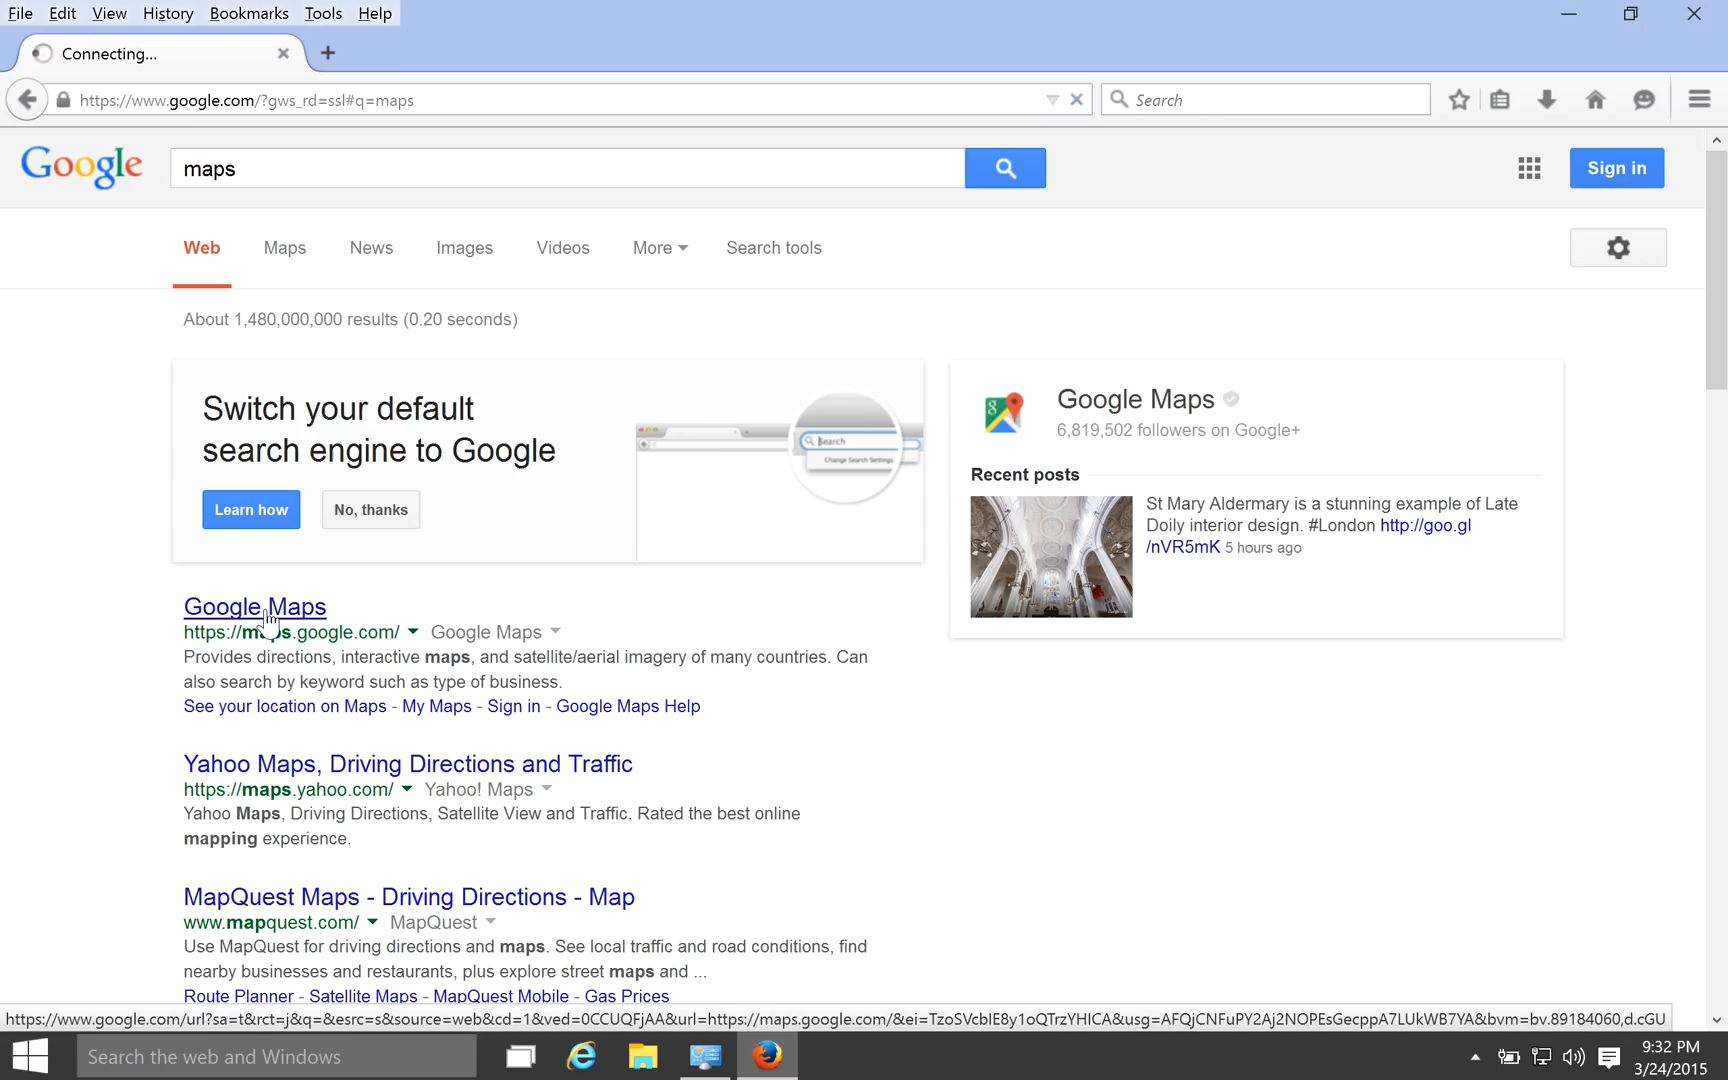 File Edit View History Bookmarks Tools Help
Connecting...
https://www.google.com/?gws_rd=ssl#q=maps
Search
Google
maps
Sign in
Web Maps News Images Videos More Search tools
About 1,480,000,000 results (0.20 seconds)
Switch your default
search engine to Google
Learn how No, thanks
Search
Change Search Settings
Google Maps
https://maps.google.com/ Google Maps
Provides directions, interactive maps, and satellite/aerial imagery of many countries. Can
also search by keyword such as type of business.
See your location on Maps - My Maps - Sign in - Google Maps Help
Yahoo Maps, Driving Directions and Traffic
https://maps.yahoo.com/ Yahoo! Maps
Yahoo Maps, Driving Directions, Satellite View and Traffic. Rated the best online
mapping experience.
MapQuest Maps - Driving Directions - Map
www.mapquest.com/ MapQuest
Use MapQuest for driving directions and maps. See local traffic and road conditions, find
nearby businesses and restaurants, plus explore street maps and ...
Route Planner - Satellite Maps - MapQuest Mobile - Gas Prices
Google Maps
6,819,502 followers on Google+
Recent posts
St Mary Aldermary is a stunning example of Late
Doily interior design. #London http://goo.gl
/nVR5mK 5 hours ago
https://www.google.com/url?sa=t&rct=j&q=&esrc=s&source=web&cd=1&ved=0CCUQFjAA&url=https://maps.google.com/&ei=TzoSVcblE8y1oQTrzYHICA&usg=AFQjCNFuPY2Aj2NOPEsGecppA7LUkWB7YA&bvm=bv.89184060,d.cGU
Search the web and Windows
9:32 PM
3/24/2015